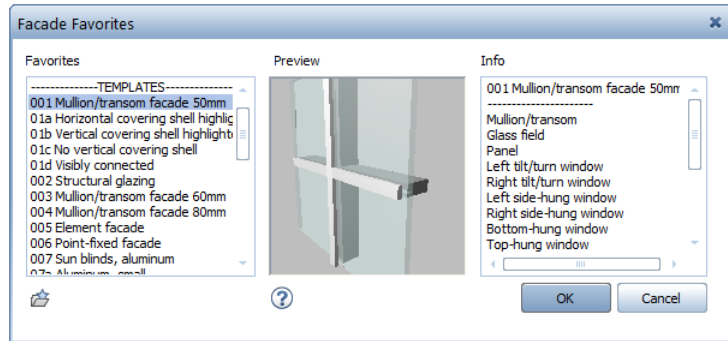 Facade Favorites
Favorites
--------------TEMPLATES--------------
001 Mullion/transom facade 50mm
01a Horizontal covering shell highlig
01b Vertical covering shell highlighte
01c No vertical covering shell
01d Visibly connected
002 Structural glazing
003 Mullion/transom facade 60mm
004 Mullion/transom facade 80mm
005 Element facade
006 Point-fixed facade
007 Sun blinds, aluminum
07a Aluminum, small
Preview
?
Info
001 Mullion/transom facade 50mm
-----------------------
Mullion/transom
Glass field
Panel
Left tilt/turn window
Right tilt/turn window
Left side-hung window
Right side-hung window
Bottom-hung window
Top-hung window
OK
Cancel